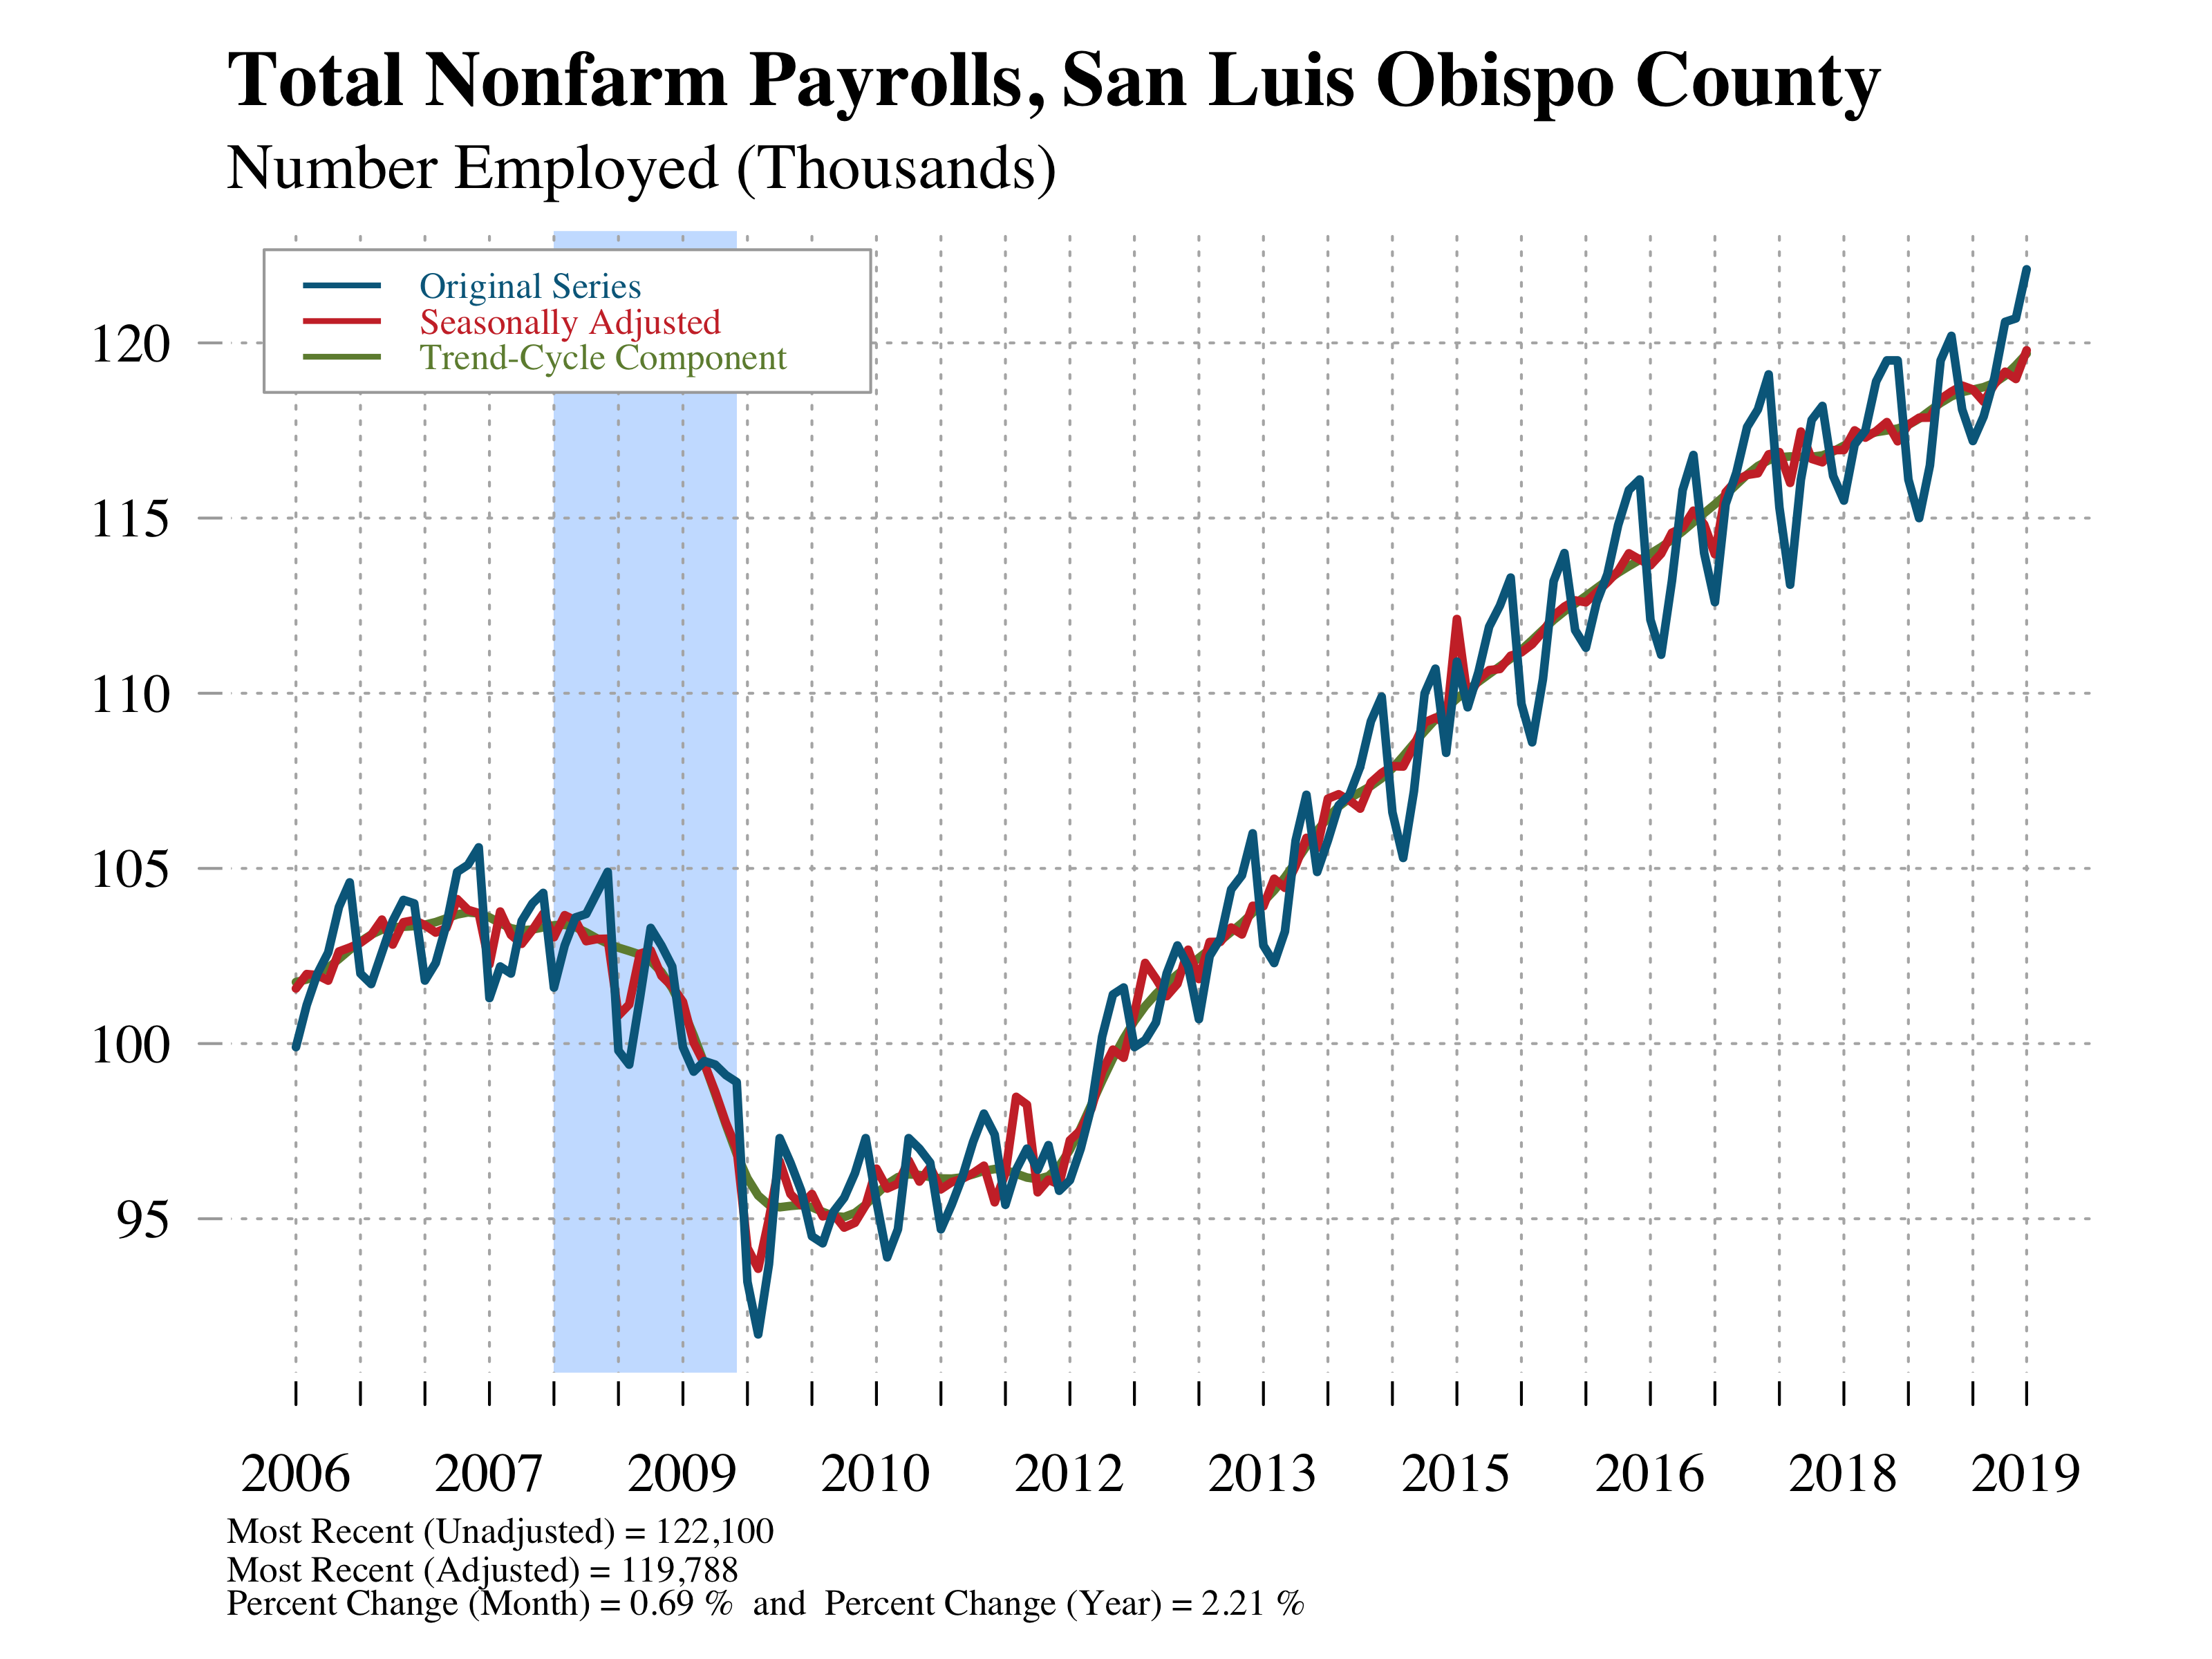 Total Nonfarm Payrolls, San Luis Obispo County
Number Employed (Thousands)
Original Series
Seasonally Adjusted
Trend-Cycle Component
120
115
110
105
100
95
2006 2007 2009 2010 2012 2013 2015 2016 2018 2019
Most Recent (Unadjusted) = 122,100
Most Recent (Adjusted) = 119,788
Percent Change (Month) = 0.69 % and Percent Change (Year) = 2.21 %